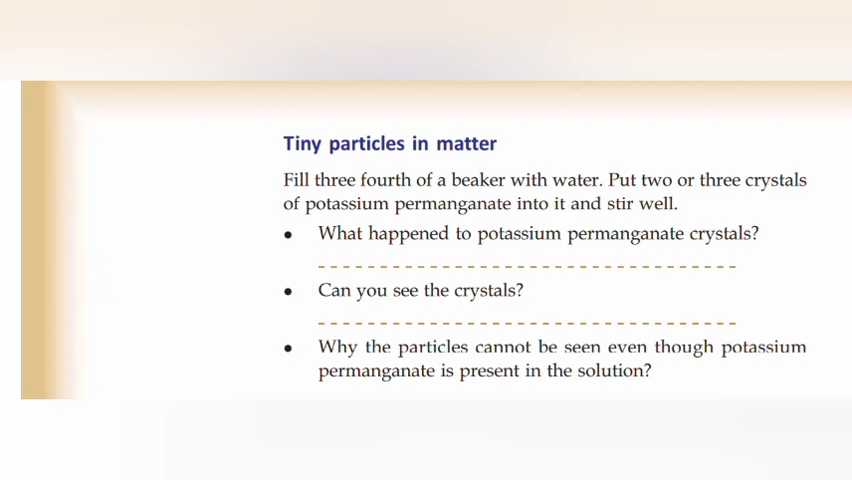 Tiny particles in matter
Fill three fourth of a beaker with water. Put two or three crystals
of potassium permanganate into it and stir well.
• What happened to potassium permanganate crystals?
• Can you see the crystals?
• Why the particles cannot be seen even though potassium
permanganate is present in the solution?